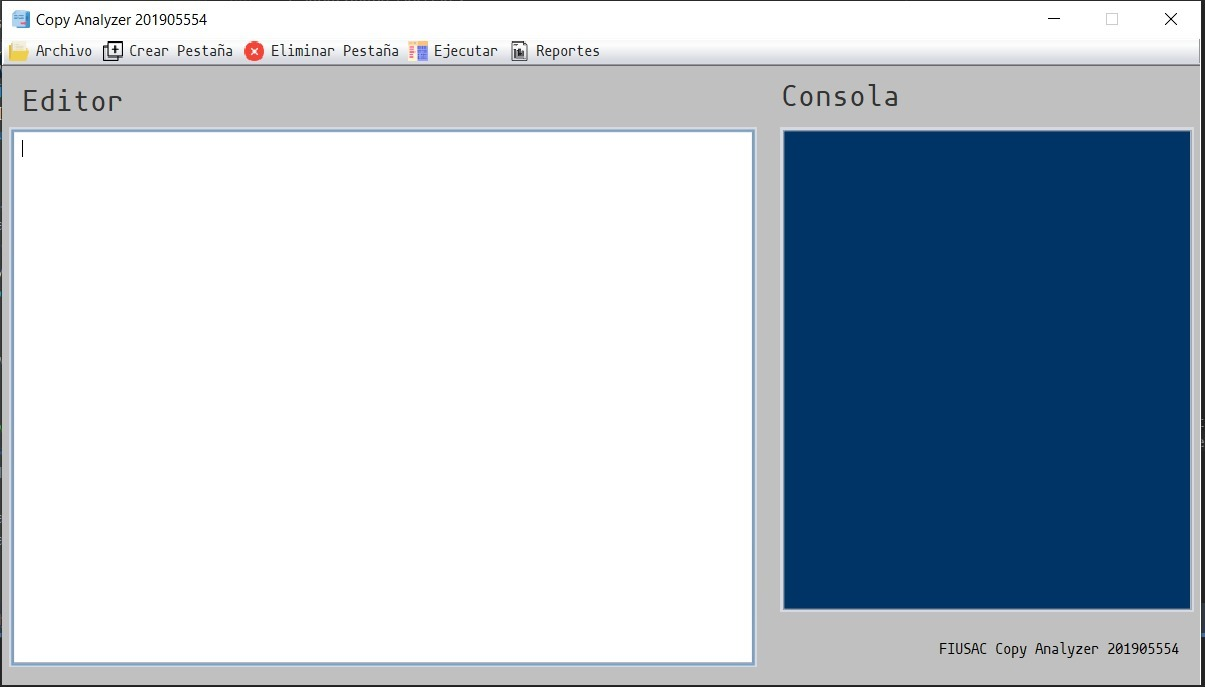 Copy Analyzer 201905554
Archivo Crear Pestaña Eliminar Pestaña Ejecutar Reportes
Editor
Consola
FIUSAC Copy Analyzer 201905554